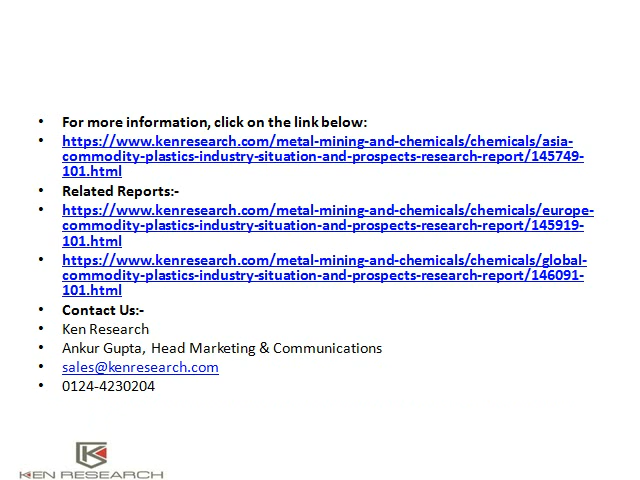 • For more information, click on the link below:
• https://www.kenresearch.com/metal-mining-and-chemicals/chemicals/asia-
commodity-plastics-industry-situation-and-prospects-research-report/145749-
101.html
• Related Reports:-
• https://www.kenresearch.com/metal-mining-and-chemicals/chemicals/europe-
commodity-plastics-industry-situation-and-prospects-research-report/145919-
101.html
• https://www.kenresearch.com/metal-mining-and-chemicals/chemicals/global-
commodity-plastics-industry-situation-and-prospects-research-report/146091-
101.html
• Contact Us:-
• Ken Research
• Ankur Gupta, Head Marketing & Communications
• sales@kenresearch.com
• 0124-4230204
KEN RESEARCH